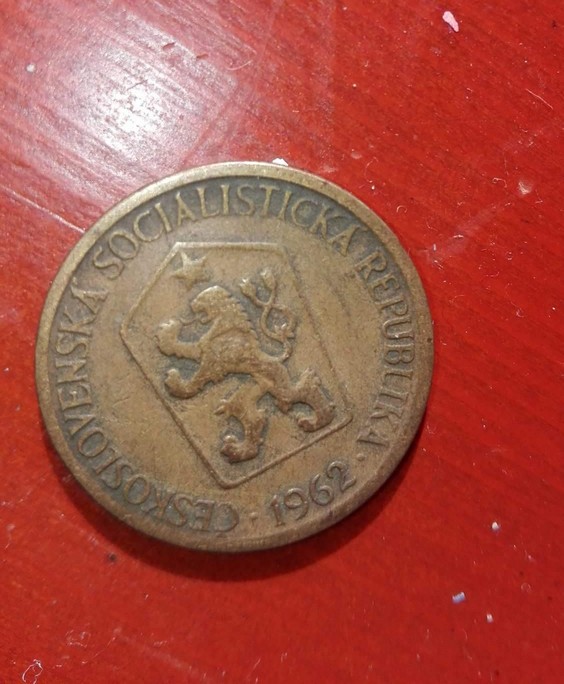 ČESKOSLOVENSKÁ SOCIALISTICKÁ REPUBLIKA · 1962 ·